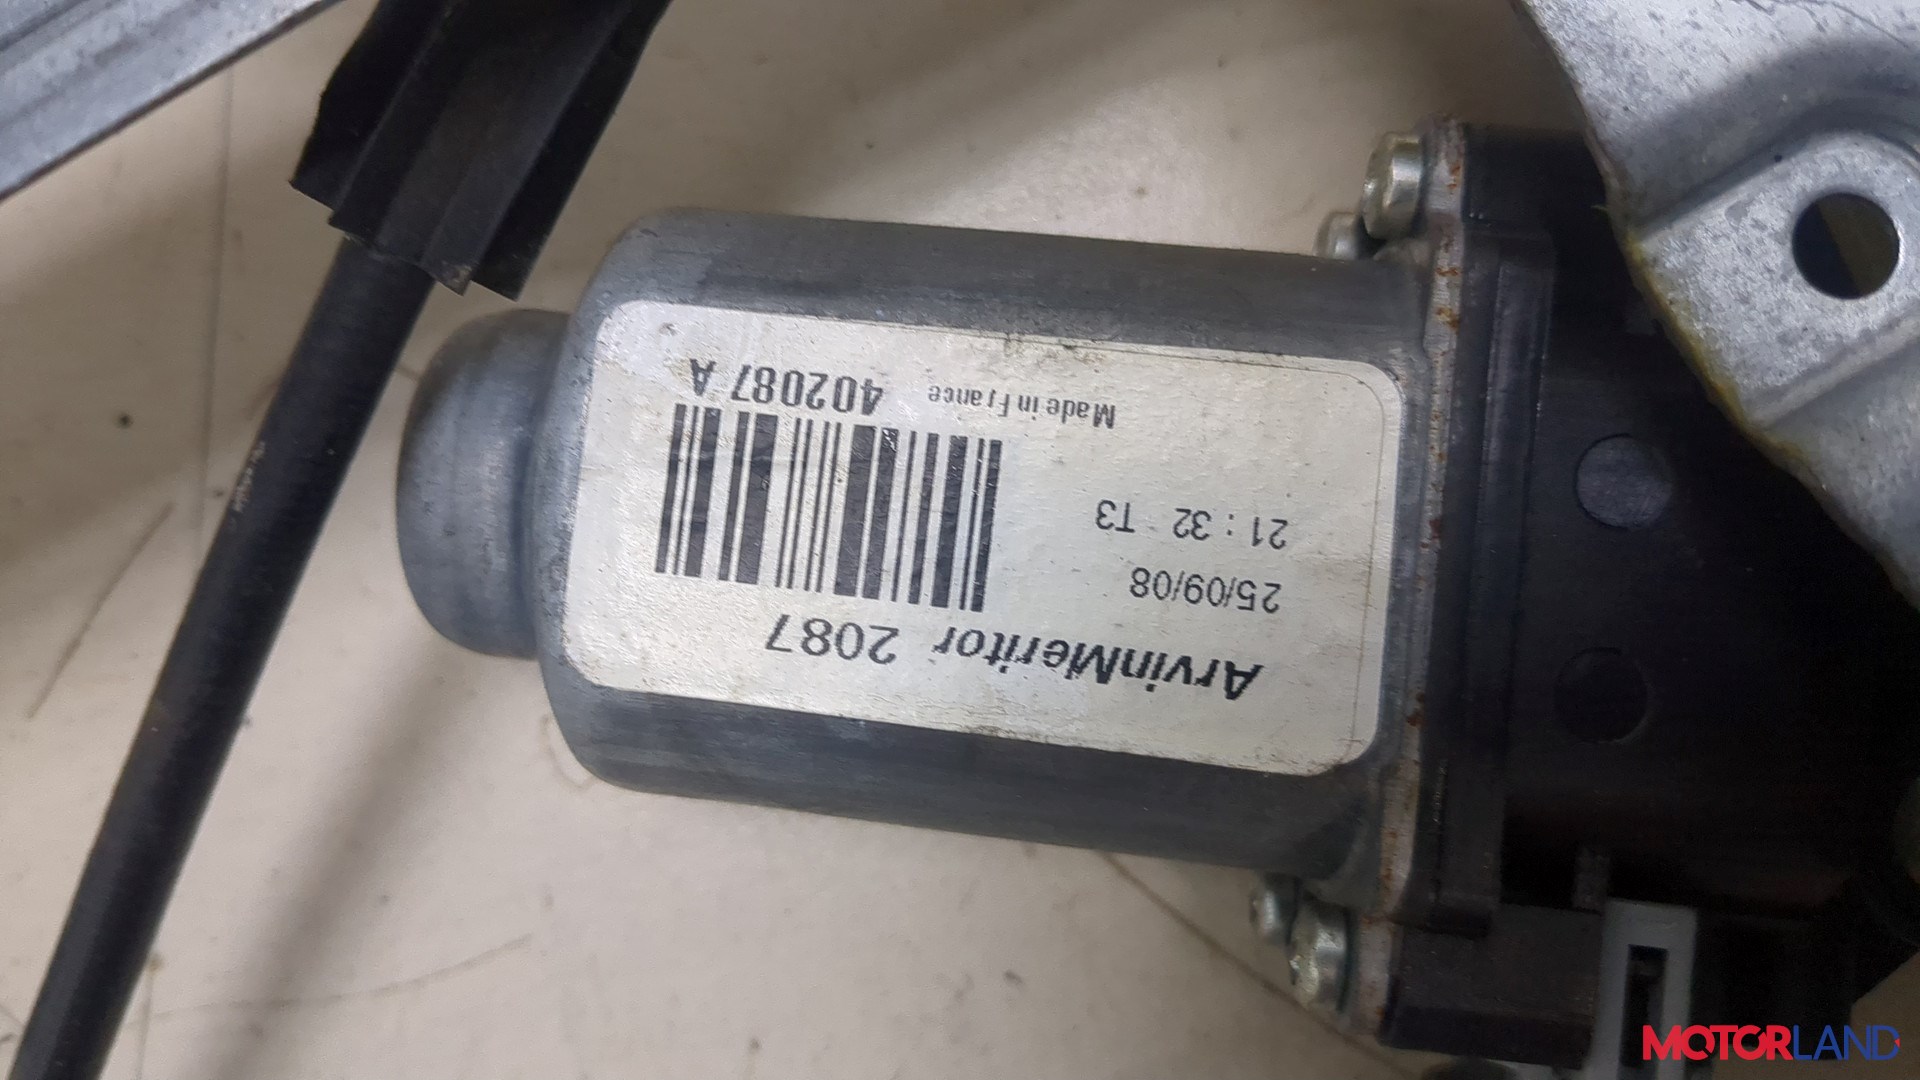 ArvinMeritor 2087
25/09/08
21 : 32 T3
Made in France 402087 A
MOTORLAND